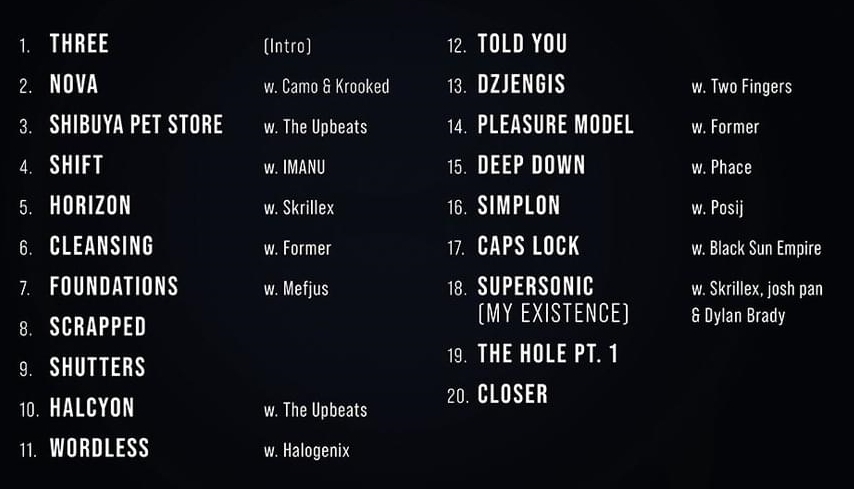 1. THREE (Intro)
2. NOVA w. Camo & Krooked
3. SHIBUYA PET STORE w. The Upbeats
4. SHIFT w. IMANU
5. HORIZON w. Skrillex
6. CLEANSING w. Former
7. FOUNDATIONS w. Mefjus
8. SCRAPPED
9. SHUTTERS
10. HALCYON w. The Upbeats
11. WORDLESS w. Halogenix
12. TOLD YOU
13. DZJENGIS w. Two Fingers
14. PLEASURE MODEL w. Former
15. DEEP DOWN w. Phace
16. SIMPLON w. Posij
17. CAPS LOCK w. Black Sun Empire
18. SUPERSONIC w. Skrillex, josh pan
(MY EXISTENCE) & Dylan Brady
19. THE HOLE PT. 1
20. CLOSER